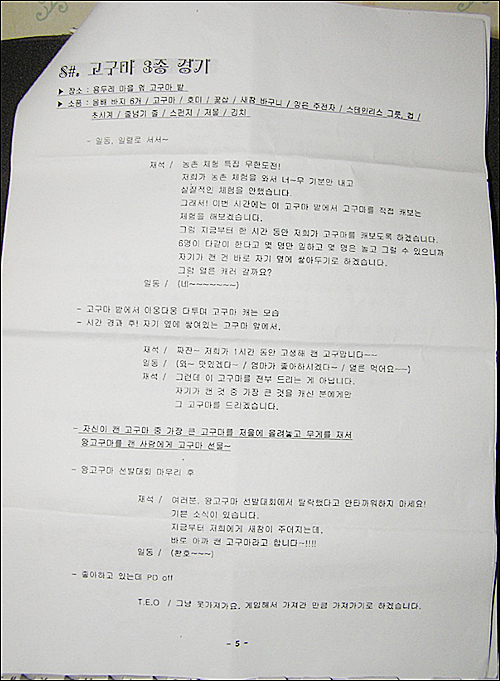 S#. 고구마 3종 경기
▶ 장소 : 용두레 마을 옆 고구마 밭
▶ 소품 : 몸빼 바지 6개 / 고구마 / 호미 / 꽃삽 / 새참 바구니 / 양은 주전자 / 스텐인리스 그릇, 컵 /
초시계 / 줄넘기 줄 / 스펀지 / 저울 / 김치
- 일동, 일렬로 서서~
재석 / 농촌 체험 특집 무한도전!
저희가 농촌 체험을 와서 너~무 기분만 내고
실질적인 체험을 안했습니다.
그래서! 이번 시간에는 이 고구마 밭에서 고구마를 직접 캐보는
체험을 해보겠습니다.
그럼 지금부터 한 시간 동안 저희가 고구마를 캐보도록 하겠습니다.
6명이 다같이 한다고 몇 명만 일하고 몇 명은 놀고 그럴 수 있으니까
자기가 캔 건 바로 자기 옆에 쌓아두기로 하겠습니다.
그럼 얼른 캐러 갈까요?
일동 / (네~~~~~~~)
- 고구마 밭에서 아웅다웅 다투며 고구마 캐는 모습
- 시간 경과 후! 자기 옆에 쌓여있는 고구마 앞에서.
재석 / 짜잔~ 저희가 1시간 동안 고생해 캔 고구맙니다~~
일동 / (와~ 맛있겠다~ / 엄마가 좋아하시겠다~ / 얼른 먹어요~~)
재석 / 그런데 이 고구마를 전부 드리는 게 아닙니다.
자기가 캔 것 중 가장 큰 것을 캐신 분에게만
그 고구마를 드리겠습니다.
- 자신이 캔 고구마 중 가장 큰 고구마를 저울에 올려놓고 무게를 재서
왕고구마를 캔 사람에게 고구마 선물~
- 왕고구마 선발대회 마무리 후
재석 / 여러분, 왕고구마 선발대회에서 탈락했다고 안타까워하지 마세요!
기쁜 소식이 있습니다.
지금부터 저희에게 새참이 주어지는데,
바로 아까 캔 고구마라고 합니다~!!!!
일동 / (환호~~~)
- 좋아하고 있는데 PD off
T.E.O / 그냥 못가져가요. 게임해서 가져간 만큼 가져가기로 하겠습니다.
- 5 -